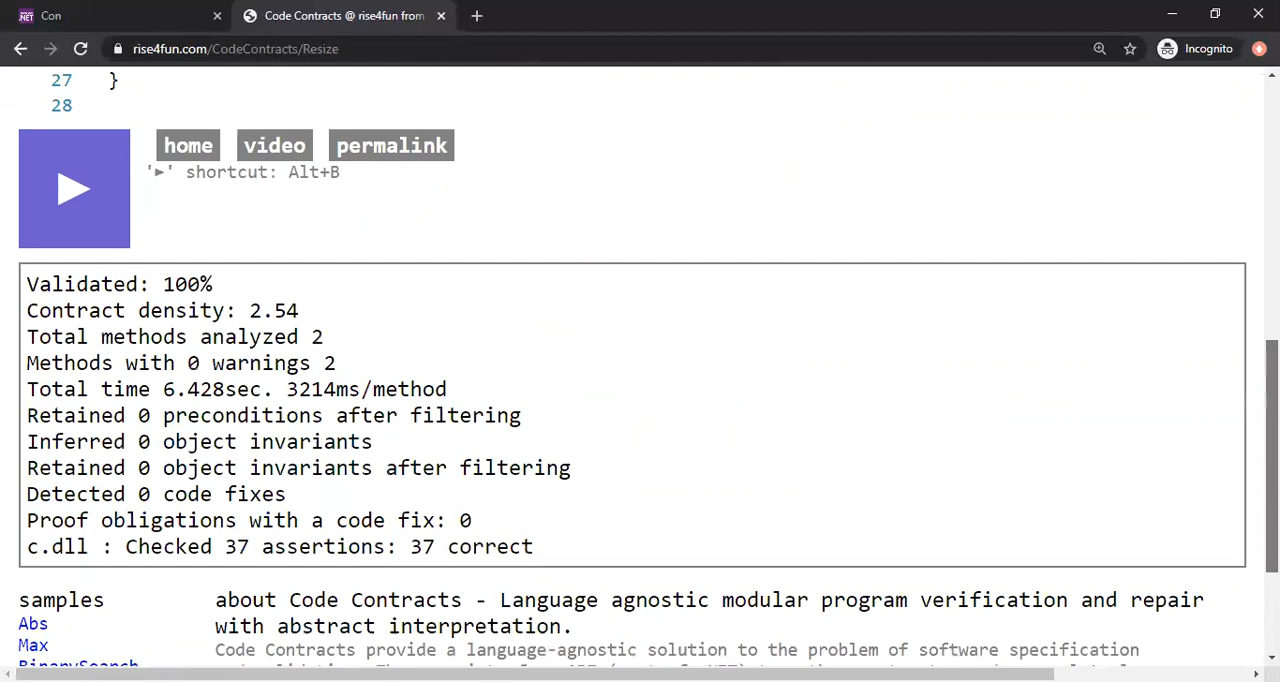 Con
Code Contracts @ rise4fun from
rise4fun.com/CodeContracts/Resize
Incognito
27 }
28
home video permalink
'►' shortcut: Alt+B
Validated: 100%
Contract density: 2.54
Total methods analyzed 2
Methods with 0 warnings 2
Total time 6.428sec. 3214ms/method
Retained 0 preconditions after filtering
Inferred 0 object invariants
Retained 0 object invariants after filtering
Detected 0 code fixes
Proof obligations with a code fix: 0
c.dll : Checked 37 assertions: 37 correct
samples
Abs
Max
BinarySearch
about Code Contracts - Language agnostic modular program verification and repair
with abstract interpretation.
Code Contracts provide a language-agnostic solution to the problem of software specification